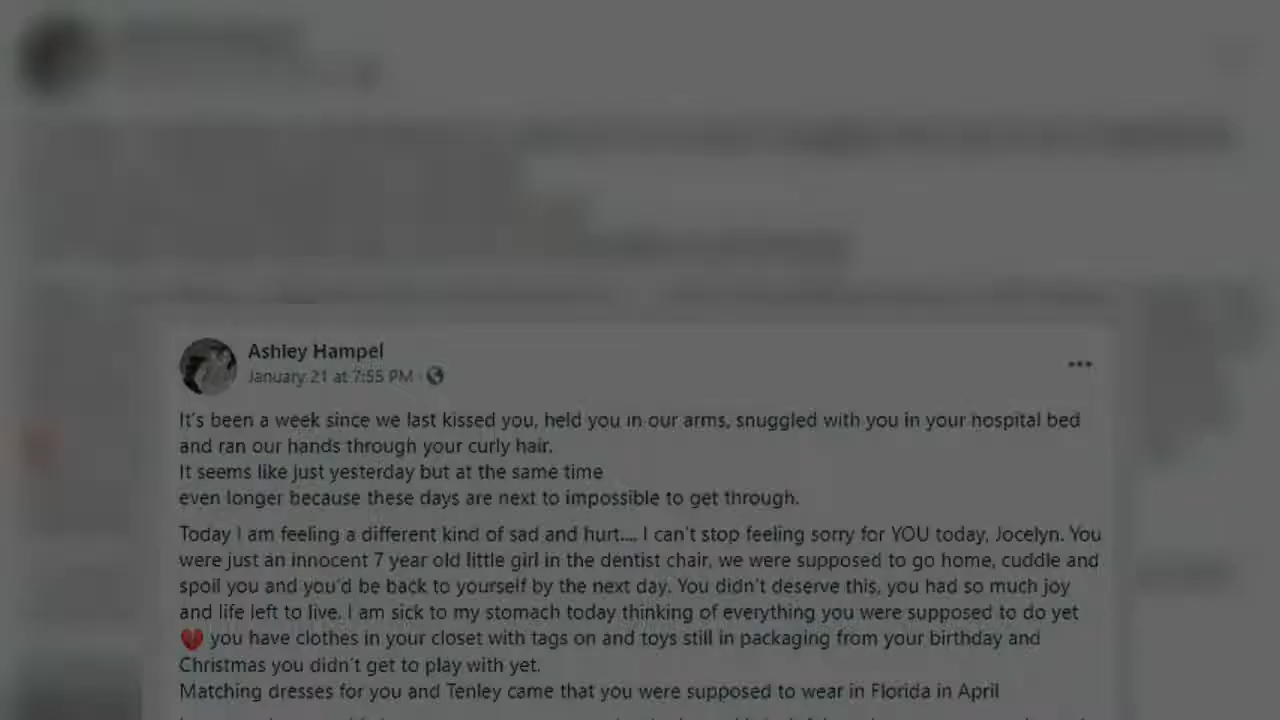 Ashley Hampel
January 21 at 7:55 PM ·
It's been a week since we last kissed you, held you in our arms, snuggled with you in your hospital bed
and ran our hands through your curly hair.
It seems like just yesterday but at the same time
even longer because these days are next to impossible to get through.
Today I am feeling a different kind of sad and hurt.... I can't stop feeling sorry for YOU today, Jocelyn. You
were just an innocent 7 year old little girl in the dentist chair, we were supposed to go home, cuddle and
spoil you and you'd be back to yourself by the next day. You didn't deserve this, you had so much joy
and life left to live. I am sick to my stomach today thinking of everything you were supposed to do yet
💔 you have clothes in your closet with tags on and toys still in packaging from your birthday and
Christmas you didn't get to play with yet.
Matching dresses for you and Tenley came that you were supposed to wear in Florida in April